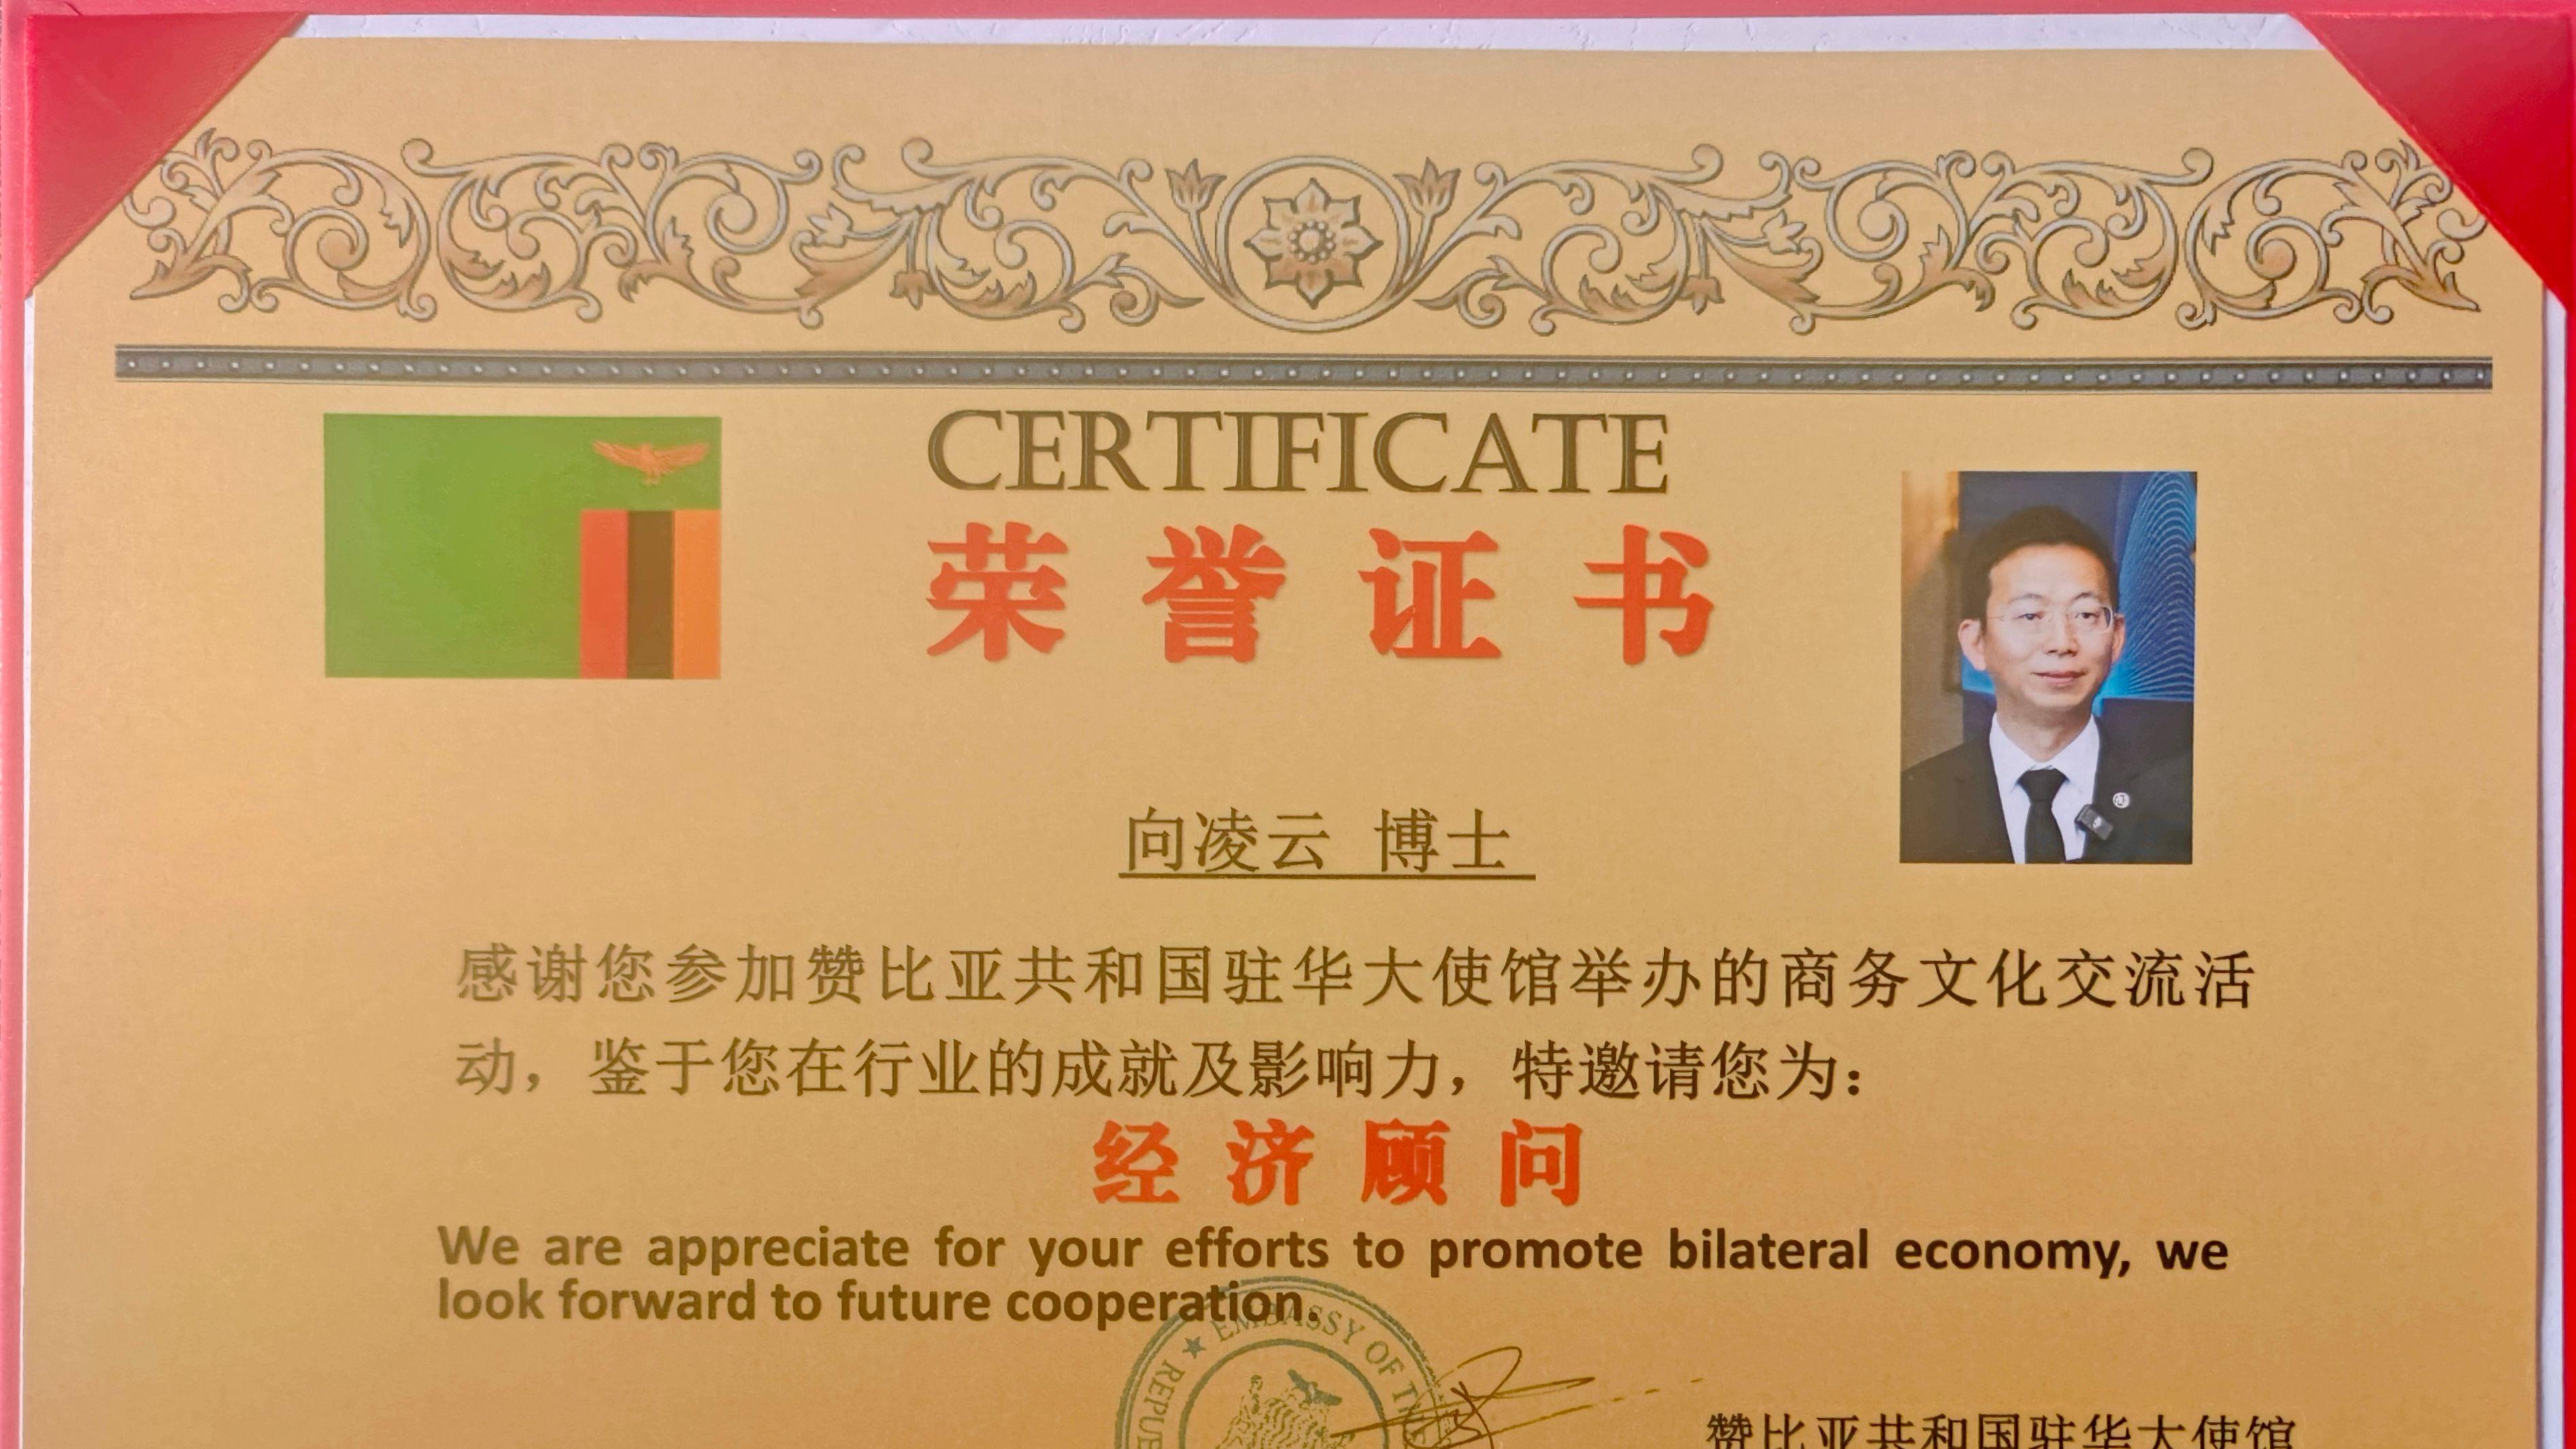 CERTIFICATE
荣誉证书
向凌云 博士
感谢您参加赞比亚共和国驻华大使馆举办的商务文化交流活
动，鉴于您在行业的成就及影响力，特邀请您为：
经济顾问
We are appreciate for your efforts to promote bilateral economy, we
look forward to future cooperation.
EMBASSY OF THE
赞比亚共和国驻华大使馆